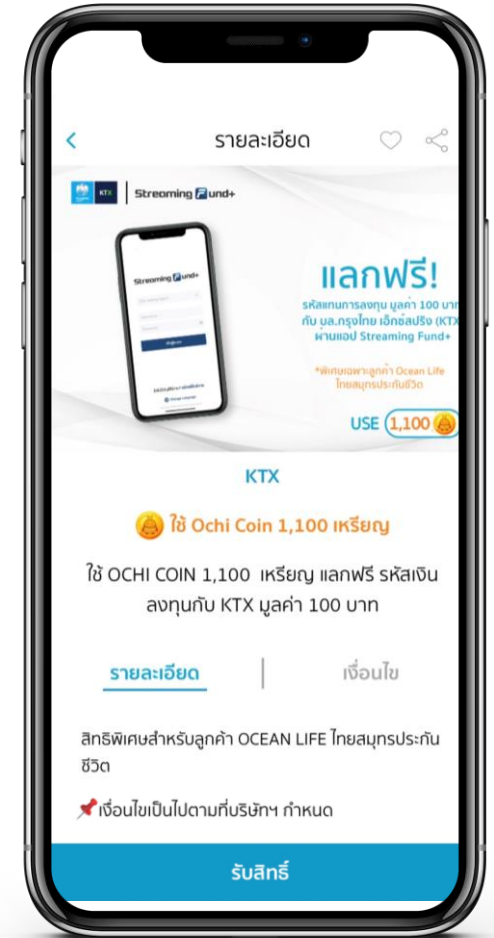 รายละเอียด
KTX
Streaming Fund+
Streaming Fund+
แลกฟรี!
รหัสแทนการลงทุน มูลค่า 100 บาท
กับ บล.กรุงไทย เอ็กซ์สปริง (KTX
ผ่านแอป Streaming Fund+
*พิเศษเฉพาะลูกค้า Ocean Life
ไทยสมุทรประกันชีวิต
USE 1,100
KTX
ใช้ Ochi Coin 1,100 เหรียญ
ใช้ OCHI COIN 1,100 เหรียญ แลกฟรี รหัสเงิน
ลงทุนกับ KTX มูลค่า 100 บาท
รายละเอียด
เงื่อนไข
สิทธิพิเศษสำหรับลูกค้า OCEAN LIFE ไทยสมุทรประกัน
ชีวิต
📌เงื่อนไขเป็นไปตามที่บริษัทฯ กำหนด
รับสิทธิ์